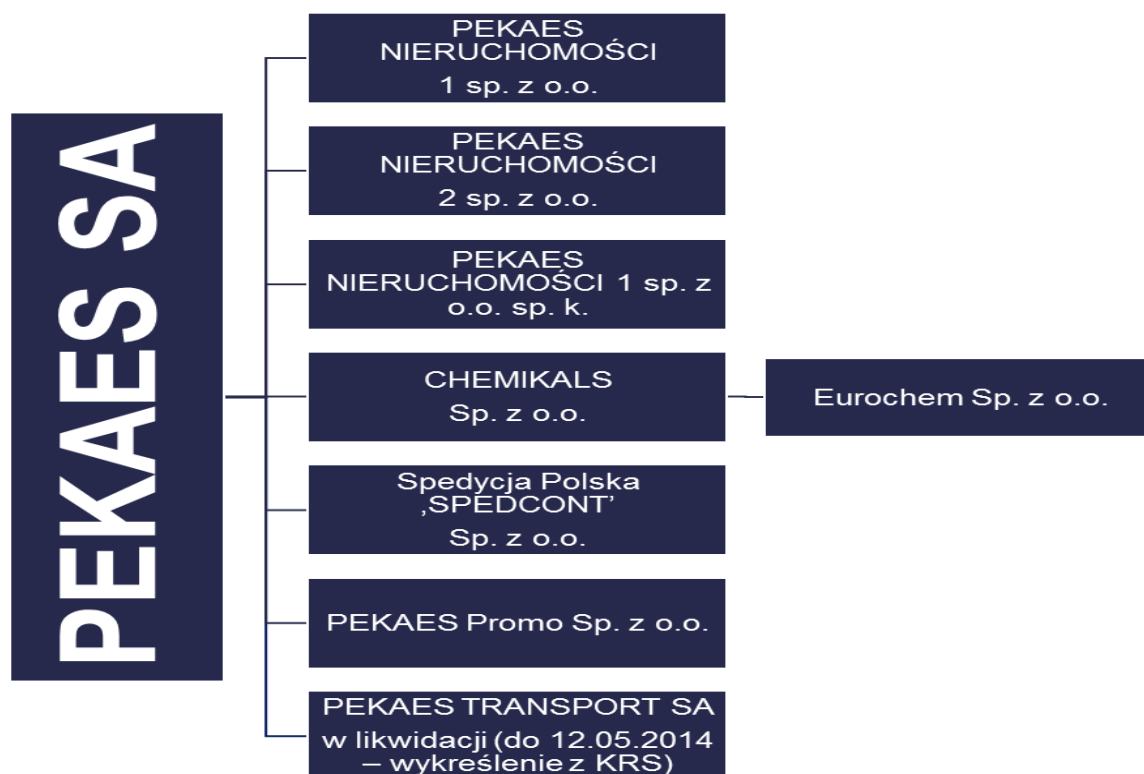 PEKAES SA
PEKAES
NIERUCHOMOŚCI
1 sp. z o.o.
PEKAES
NIERUCHOMOŚCI
2 sp. z o.o.
PEKAES
NIERUCHOMOŚCI 1 sp. z
o.o. sp. k.
CHEMIKALS
Sp. z o.o.
Eurochem Sp. z o.o.
Spedycja Polska
‚SPEDCONT’
Sp. z o.o.
PEKAES Promo Sp. z o.o.
PEKAES TRANSPORT SA
w likwidacji (do 12.05.2014
– wykreślenie z KRS)